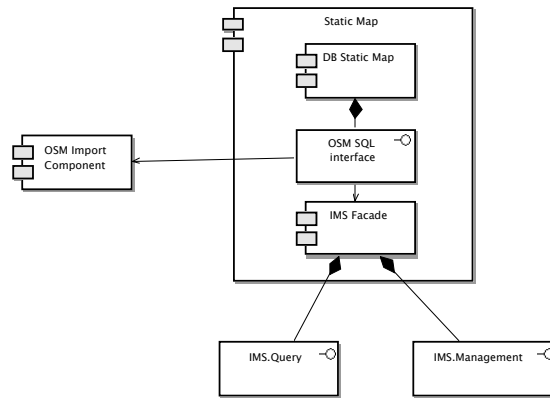 Static Map
DB Static Map
OSM SQL
interface
OSM Import
Component
IMS Facade
IMS.Query
IMS.Management